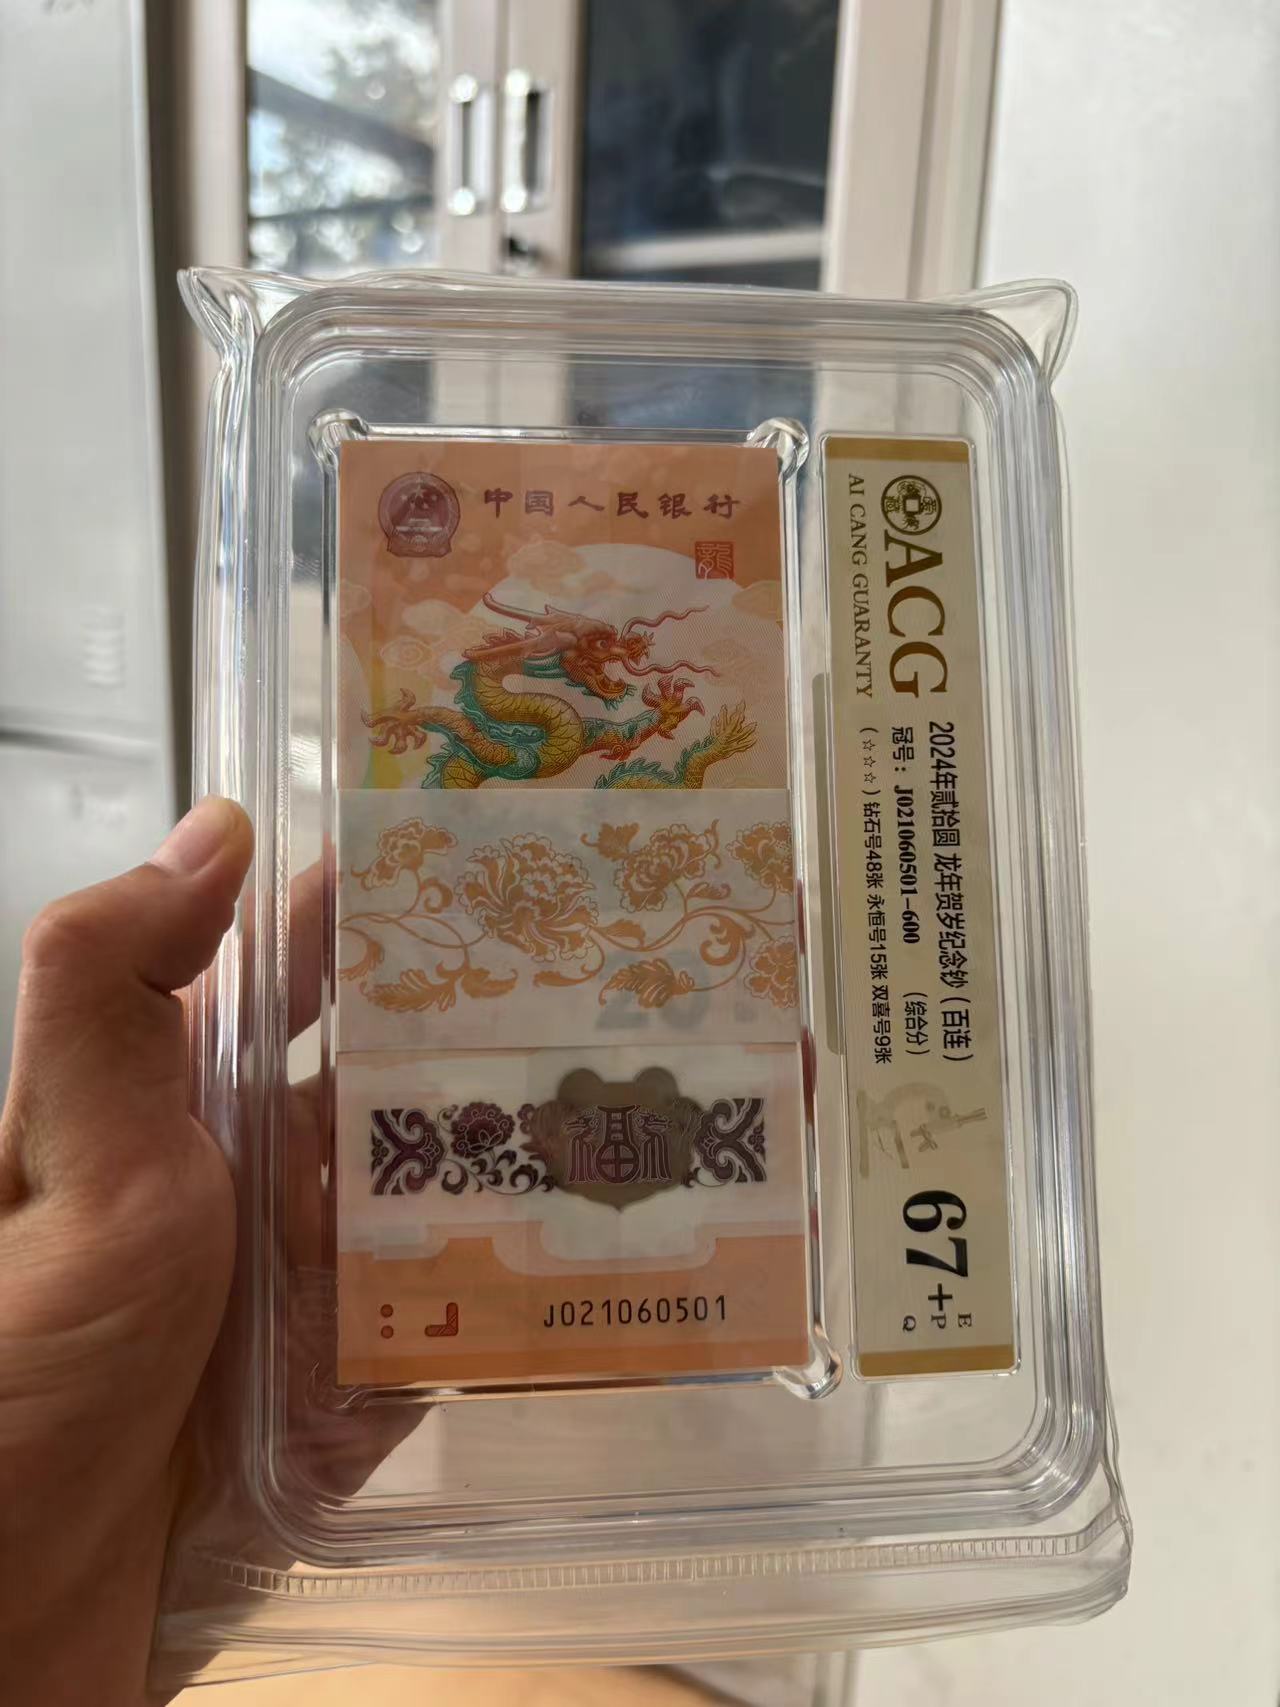 中国人民银行
龍
福
J021060501
ACG
AI CANG GUARANTY
2024年贰拾圆 龙年贺岁纪念钞（百连）
冠号：J021060501-600 （综合分）
（☆☆☆）钻石号48张 永恒号15张 双喜号9张
67+
E
P
Q